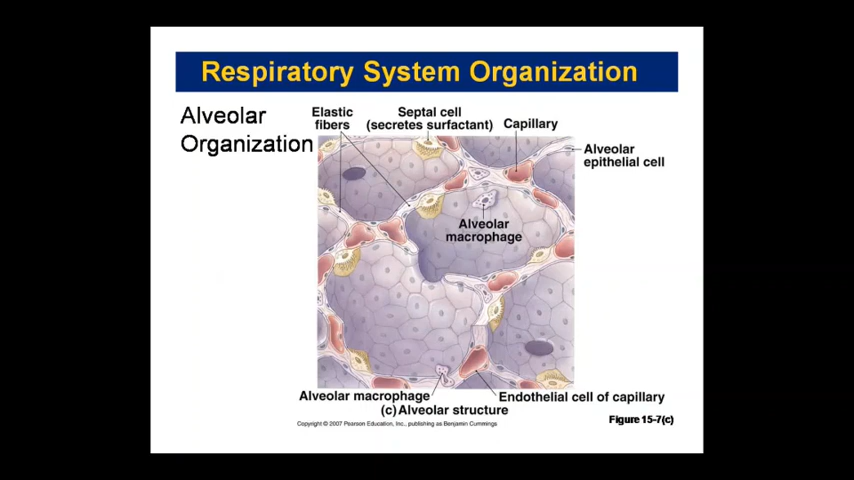 Respiratory System Organization
Alveolar
Organization
Elastic
fibers
Septal cell
(secretes surfactant)
Capillary
Alveolar
epithelial cell
Alveolar
macrophage
Alveolar macrophage
Endothelial cell of capillary
(c) Alveolar structure
Figure 15-7(c)
Copyright © 2007 Pearson Education, Inc., publishing as Benjamin Cummings